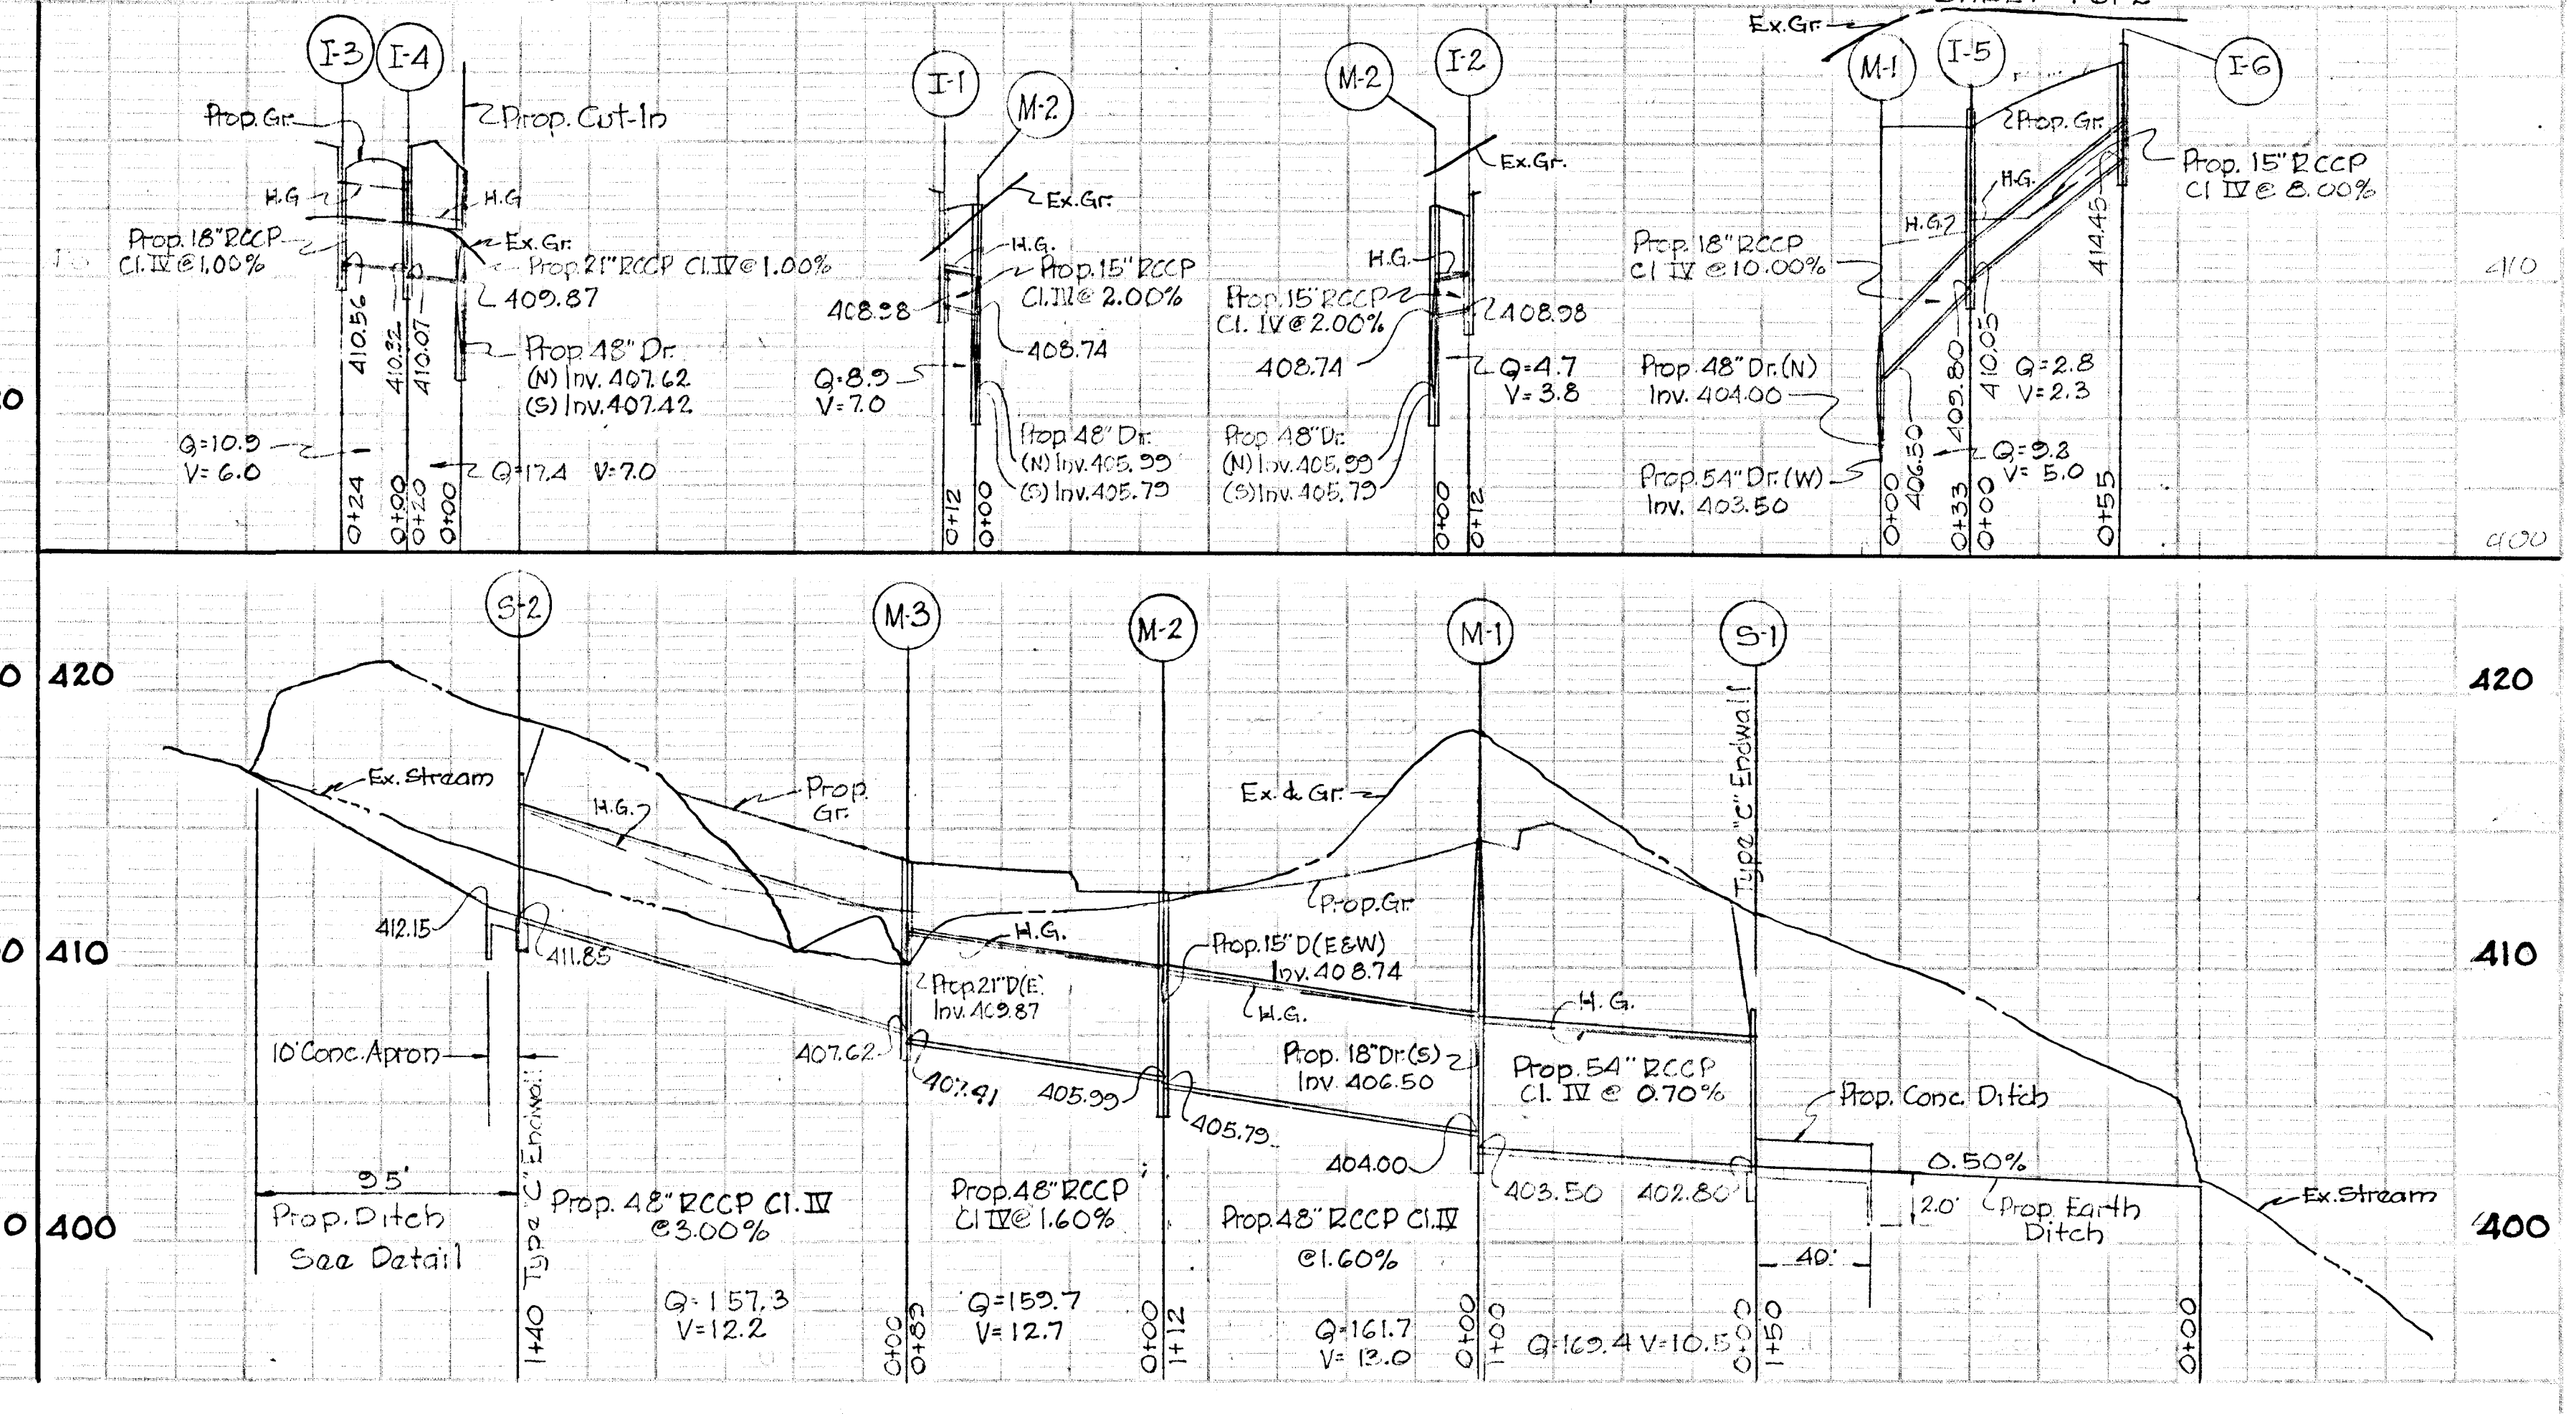 Ex.Gr.
I-3
I-4
Prop. Gr.
Prop. Cut-In
H.G
H.G
Prop. 18" RCCP
Cl. IV @ 1.00%
Ex.Gr.
Prop. 21" RCCP Cl. IV @ 1.00%
409.87
410.56
410.32
410.07
Prop. 48" Dr.
(N) Inv. 407.62
(S) Inv. 407.42
Q=10.9
V= 6.0
Q=17.4 V=7.0
0+24
0+00
0+20
0+00
I-1
M-2
Ex.Gr.
H.G.
Prop. 15" RCCP
Cl. IV @ 2.00%
408.98
408.74
Q=8.9
V=7.0
Prop. 48" Dr.
(N) Inv. 405.99
(S) Inv. 405.79
0+12
0+00
M-2
I-2
Ex.Gr.
H.G.
Prop. 15" RCCP
Cl. IV @ 2.00%
408.98
408.74
Q=4.7
V= 3.8
Prop. 48" Dr.
(N) Inv. 405.99
(S) Inv. 405.79
0+00
0+12
M-1
I-5
I-6
Prop. Gr.
Prop. 15" RCCP
Cl IV @ 8.00%
H.G.
H.G.
Prop. 18" RCCP
Cl IV @ 10.00%
414.45
410
Prop. 48" Dr. (N)
Inv. 404.00
406.50
409.80
410.05
Q=2.8
V=2.3
Q=9.3
V= 5.0
Prop. 54" Dr. (W)
Inv. 403.50
0+00
0+33
0+00
0+55
400
S-2
M-3
M-2
M-1
S-1
420
420
Ex. Stream
H.G.
Prop.
Gr.
Ex. & Gr.
Type "C" Endwall
Prop. Gr.
412.15
411.85
410
410
H.G.
Prop. 15" D (E&W)
Inv. 408.74
Prop 21" D (E)
Inv. 409.87
H.G.
H. G.
10' Conc. Apron
407.62
407.41
405.99
405.79
Prop. 18" Dr. (S)
Inv. 406.50
Prop. 54" RCCP
Cl. IV @ 0.70%
Prop. Conc. Ditch
404.00
403.50
402.80
0.50%
95'
Prop. Ditch
See Detail
Type "C" Endwall
Prop. 48" RCCP Cl. IV
@ 3.00%
Prop. 48" RCCP
Cl IV @ 1.60%
Prop. 48" RCCP Cl. IV
@ 1.60%
2.0'
Prop. Earth
Ditch
Ex. Stream
400
400
40'
Q= 157.3
V=12.2
Q=159.7
V= 12.7
Q=161.7
V= 13.0
Q=169.4 V=10.5
1+40
0+00
0+89
0+00
1+12
0+00
1+00
0+00
1+50
0+00